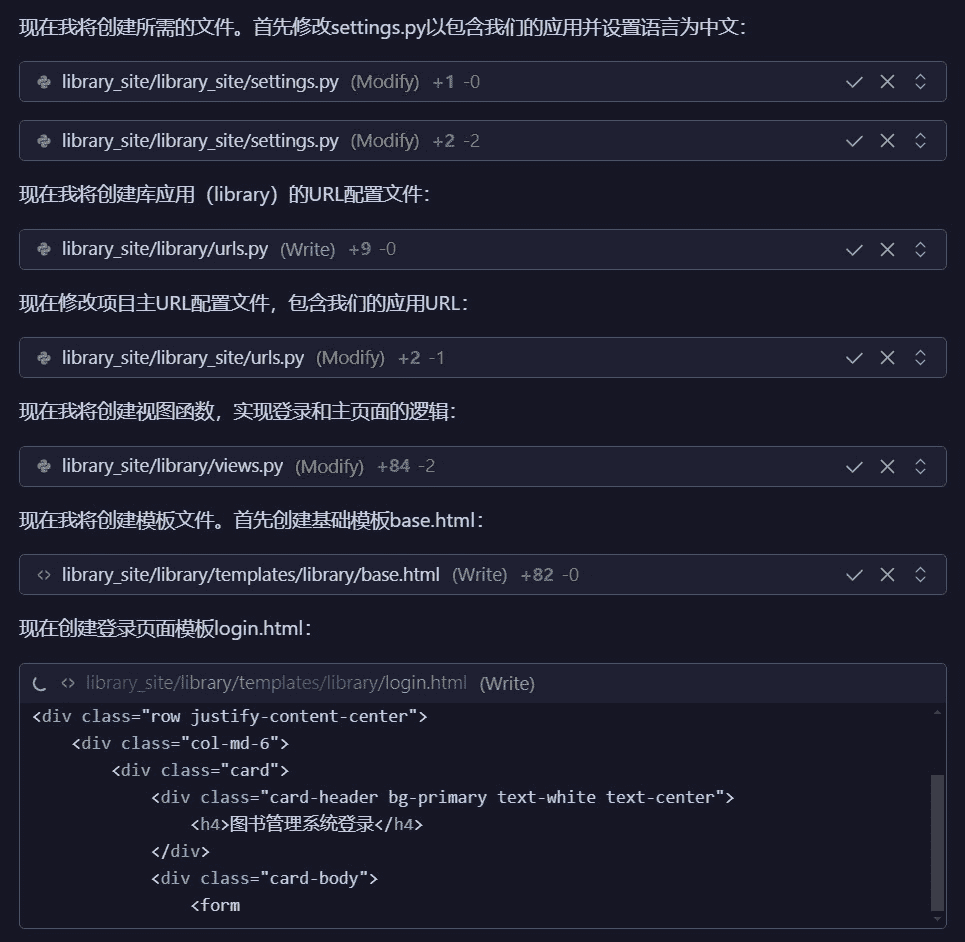 现在我将创建所需的文件。首先修改settings.py以包含我们的应用并设置语言为中文：
library_site/library_site/settings.py (Modify) +1 -0
library_site/library_site/settings.py (Modify) +2 -2
现在我将创建库应用（library）的URL配置文件：
library_site/library/urls.py (Write) +9 -0
现在修改项目主URL配置文件，包含我们的应用URL：
library_site/library_site/urls.py (Modify) +2 -1
现在我将创建视图函数，实现登录和主页面的逻辑：
library_site/library/views.py (Modify) +84 -2
现在我将创建模板文件。首先创建基础模板base.html：
<> library_site/library/templates/library/base.html (Write) +82 -0
现在创建登录页面模板login.html：
<> library_site/library/templates/library/login.html (Write)
<div class="row justify-content-center">
    <div class="col-md-6">
        <div class="card">
            <div class="card-header bg-primary text-white text-center">
                <h4>图书管理系统登录</h4>
            </div>
            <div class="card-body">
                <form